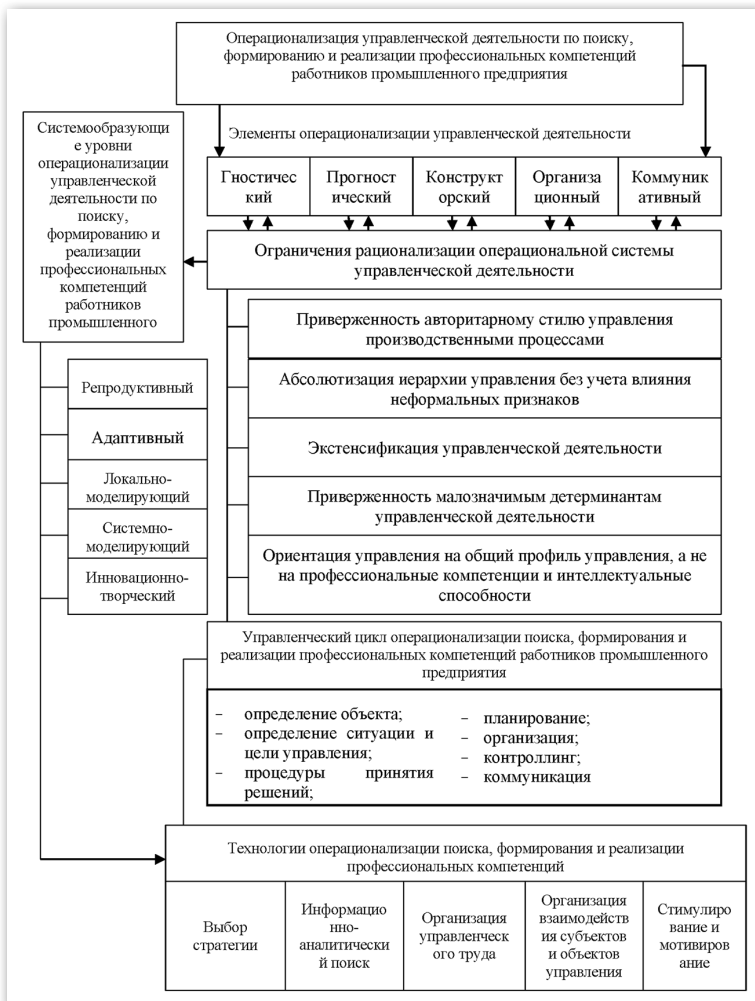 Операционализация управленческой деятельности по поиску,
формированию и реализации профессиональных компетенций
работников промышленного предприятия
Системообразующи
е уровни
операционализации
управленческой
деятельности по
поиску,
формированию и
реализации
профессиональных
компетенций
работников
промышленного
Элементы операционализации управленческой деятельности
Гностичес
кий
Прогност
ический
Конструкт
орский
Организа
ционный
Коммуник
ативный
Ограничения рационализации операциональной системы
управленческой деятельности
Приверженность авторитарному стилю управления
производственными процессами
Абсолютизация иерархии управления без учета влияния
неформальных признаков
Экстенсификация управленческой деятельности
Приверженность малозначимым детерминантам
управленческой деятельности
Ориентация управления на общий профиль управления, а не
на профессиональные компетенции и интеллектуальные
способности
Репродуктивный
Адаптивный
Локально-
моделирующий
Системно-
моделирующий
Инновационно-
творческий
Управленческий цикл операционализации поиска, формирования и
реализации профессиональных компетенций работников промышленного
предприятия
– определение объекта;
– определение ситуации и
цели управления;
– процедуры принятия
решений;
– планирование;
– организация;
– контроллинг;
– коммуникация
Технологии операционализации поиска, формирования и реализации
профессиональных компетенций
Выбор
стратегии
Информацио
нно-
аналитически
й поиск
Организация
управленческ
ого труда
Организация
взаимодейств
ия субъектов
и объектов
управления
Стимулиро
вание и
мотивиров
ание